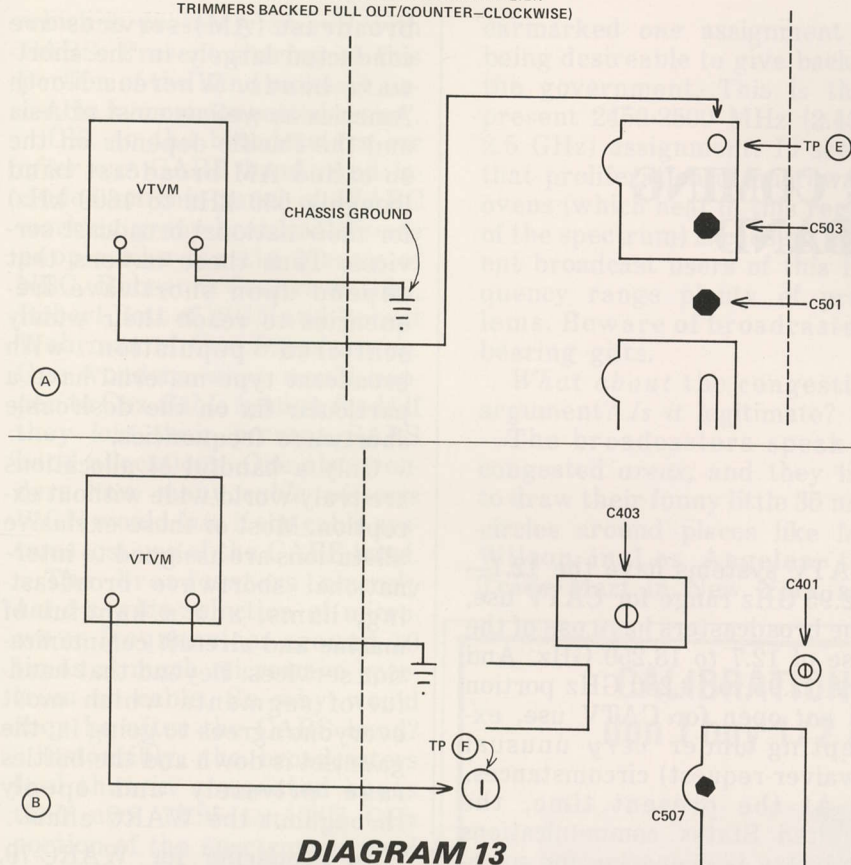 TRIMMERS BACKED FULL OUT/COUNTER–CLOCKWISE)
VTVM
CHASSIS GROUND
TP E
C503
C501
A
C403
VTVM
C401
TP F
B
C507
DIAGRAM 13